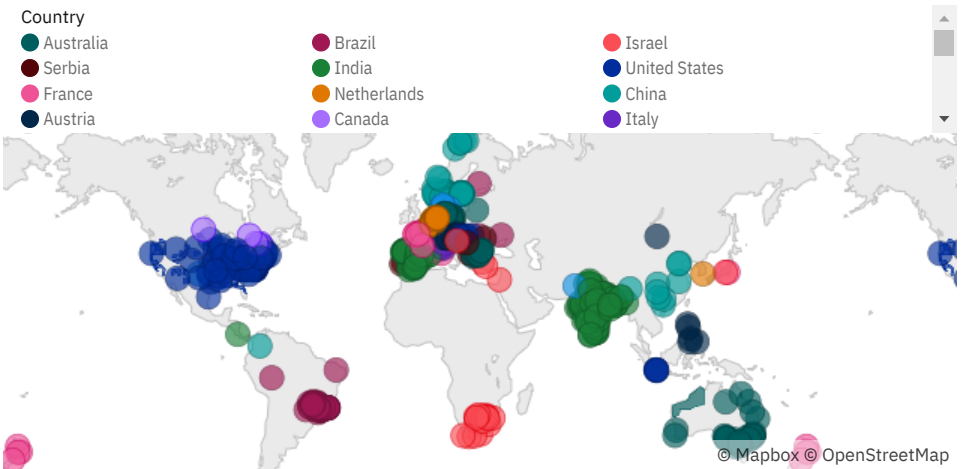 Country
Australia Brazil Israel
Serbia India United States
France Netherlands China
Austria Canada Italy
© Mapbox © OpenStreetMap